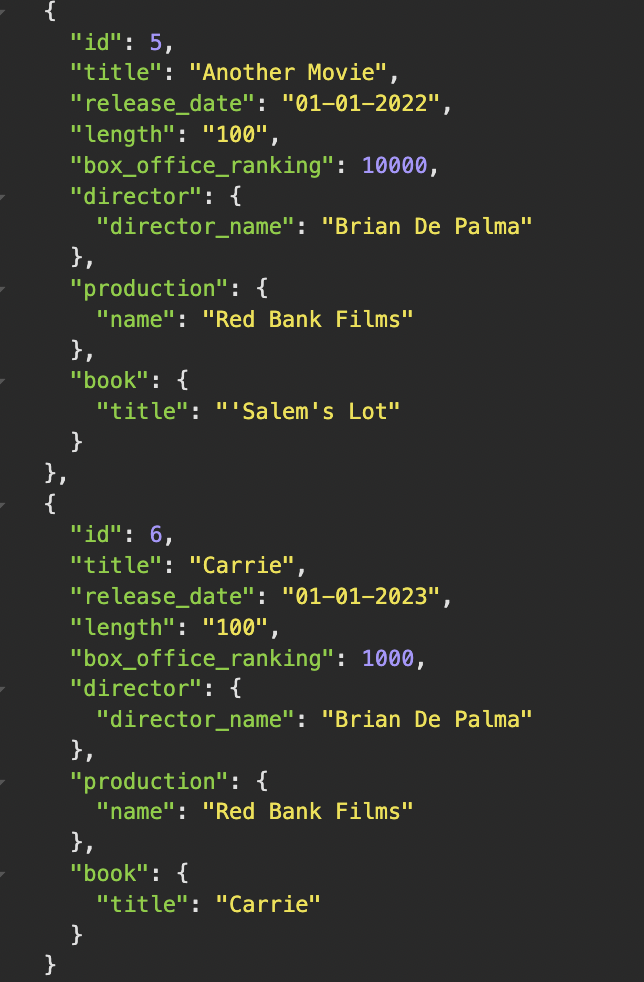 {
"id": 5,
"title": "Another Movie",
"release_date": "01-01-2022",
"length": "100",
"box_office_ranking": 10000,
"director": {
"director_name": "Brian De Palma"
},
"production": {
"name": "Red Bank Films"
},
"book": {
"title": "'Salem's Lot"
}
},
{
"id": 6,
"title": "Carrie",
"release_date": "01-01-2023",
"length": "100",
"box_office_ranking": 1000,
"director": {
"director_name": "Brian De Palma"
},
"production": {
"name": "Red Bank Films"
},
"book": {
"title": "Carrie"
}
}